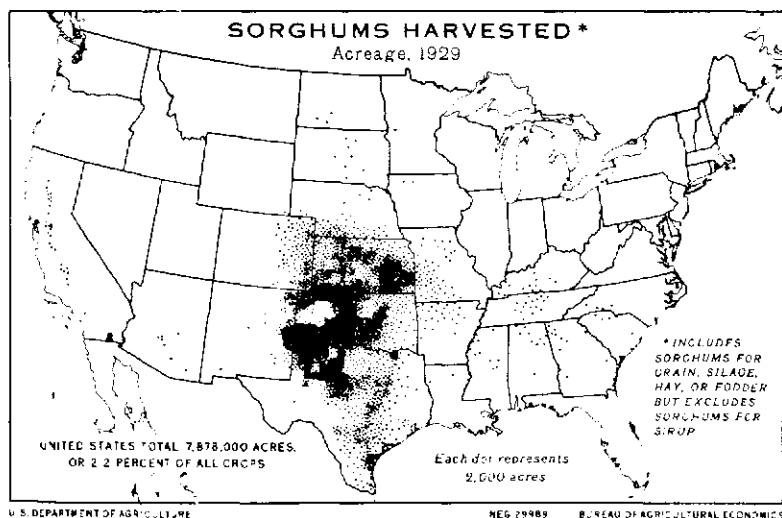 SORGHUMS HARVESTED*
Acreage, 1929
* INCLUDES
SORGHUMS FOR
GRAIN, SILAGE,
HAY, OR FODDER
BUT EXCLUDES
SORGHUMS FOR
SIRUP
UNITED STATES TOTAL 7,878,000 ACRES,
OR 2.2 PERCENT OF ALL CROPS
Each dot represents
2,000 acres
U. S. DEPARTMENT OF AGRICULTURE NEG 29989 BUREAU OF AGRICULTURAL ECONOMICS